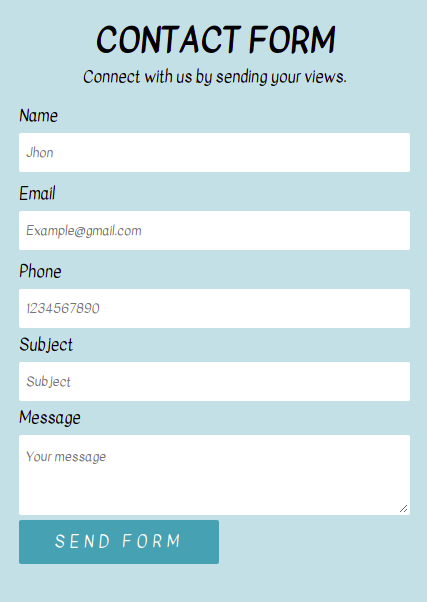 CONTACT FORM
Connect with us by sending your views.
Name
Jhon
Email
Example@gmail.com
Phone
1234567890
Subject
Subject
Message
Your message
SEND FORM